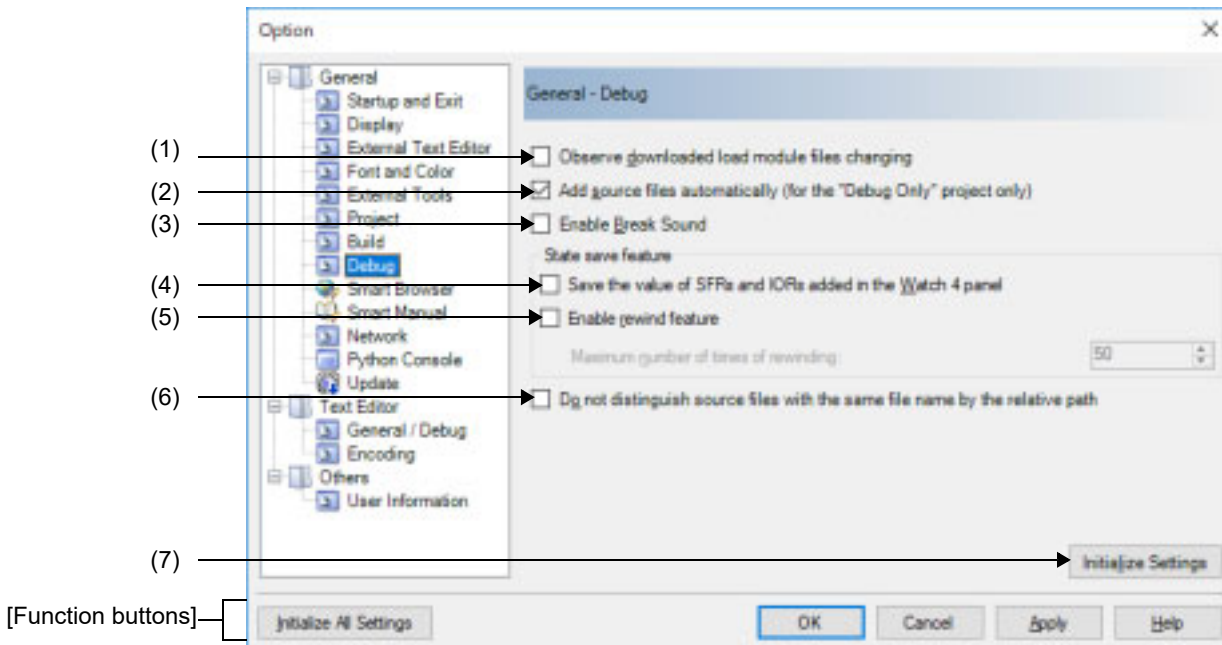 Option
General
Startup and Exit
Display
External Text Editor
Font and Color
External Tools
Project
Build
Debug
Smart Browser
Smart Manual
Network
Python Console
Update
Text Editor
General / Debug
Encoding
Others
User Information
General - Debug
(1) Observe downloaded load module files changing
(2) Add source files automatically (for the "Debug Only" project only)
(3) Enable Break Sound
State save feature
(4) Save the value of SFRs and IORs added in the Watch 4 panel
(5) Enable rewind feature
Maximum number of times of rewinding: 50
(6) Do not distinguish source files with the same file name by the relative path
(7) Initialize Settings
[Function buttons] Initialize All Settings OK Cancel Apply Help